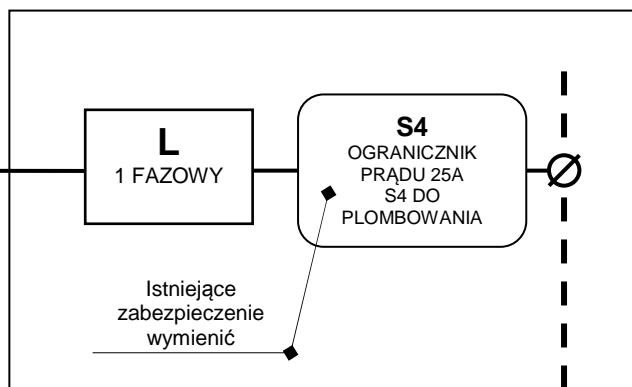 L
1 FAZOWY
S4
OGRANICZNIK
PRĄDU 25A
S4 DO
PLOMBOWANIA
Istniejące
zabezpieczenie
wymienić